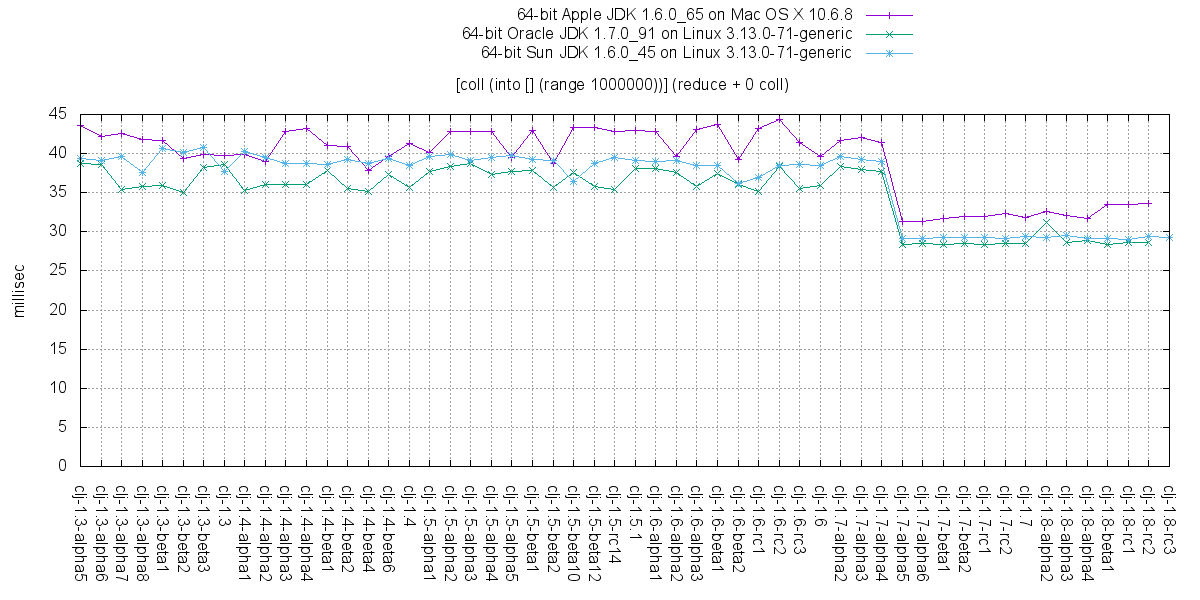 64-bit Apple JDK 1.6.0_65 on Mac OS X 10.6.8
64-bit Oracle JDK 1.7.0_91 on Linux 3.13.0-71-generic
64-bit Sun JDK 1.6.0_45 on Linux 3.13.0-71-generic
[coll (into [] (range 1000000))] (reduce + 0 coll)
45
40
35
30
25
20
15
10
5
0
millisec
clj-1.3-alpha5
clj-1.3-alpha6
clj-1.3-alpha7
clj-1.3-alpha8
clj-1.3-beta1
clj-1.3-beta2
clj-1.3-beta3
clj-1.3
clj-1.4-alpha1
clj-1.4-alpha2
clj-1.4-alpha3
clj-1.4-alpha4
clj-1.4-beta1
clj-1.4-beta2
clj-1.4-beta4
clj-1.4-beta6
clj-1.4
clj-1.5-alpha1
clj-1.5-alpha2
clj-1.5-alpha3
clj-1.5-alpha4
clj-1.5-alpha5
clj-1.5-beta1
clj-1.5-beta2
clj-1.5-beta10
clj-1.5-beta12
clj-1.5-rc14
clj-1.5.1
clj-1.6-alpha1
clj-1.6-alpha2
clj-1.6-alpha3
clj-1.6-beta1
clj-1.6-beta2
clj-1.6-rc1
clj-1.6-rc2
clj-1.6-rc3
clj-1.6
clj-1.7-alpha2
clj-1.7-alpha3
clj-1.7-alpha4
clj-1.7-alpha5
clj-1.7-alpha6
clj-1.7-beta1
clj-1.7-beta2
clj-1.7-rc1
clj-1.7-rc2
clj-1.7
clj-1.8-alpha2
clj-1.8-alpha3
clj-1.8-alpha4
clj-1.8-beta1
clj-1.8-rc1
clj-1.8-rc2
clj-1.8-rc3